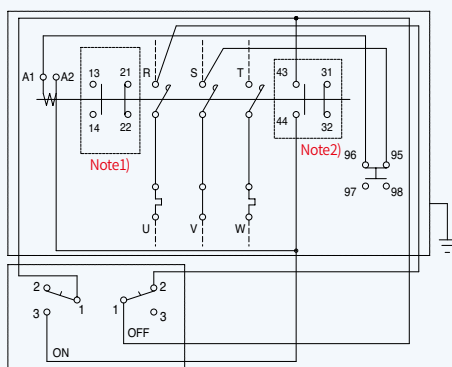 A1 A2 13 21 R S T 43 31
14 22 44 32
Note1) Note2) 96 95
97 98
U V W
2 1 1 2
3 3
ON OFF